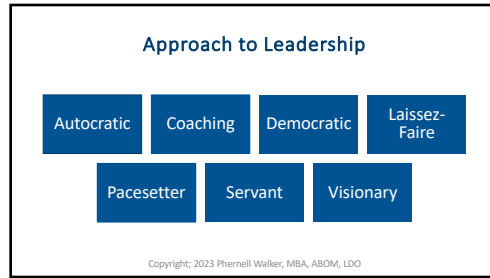 Approach to Leadership
Autocratic
Coaching
Democratic
Laissez-
Faire
Pacesetter
Servant
Visionary
Copyright; 2023 Phernell Walker, MBA, ABOM, LDO